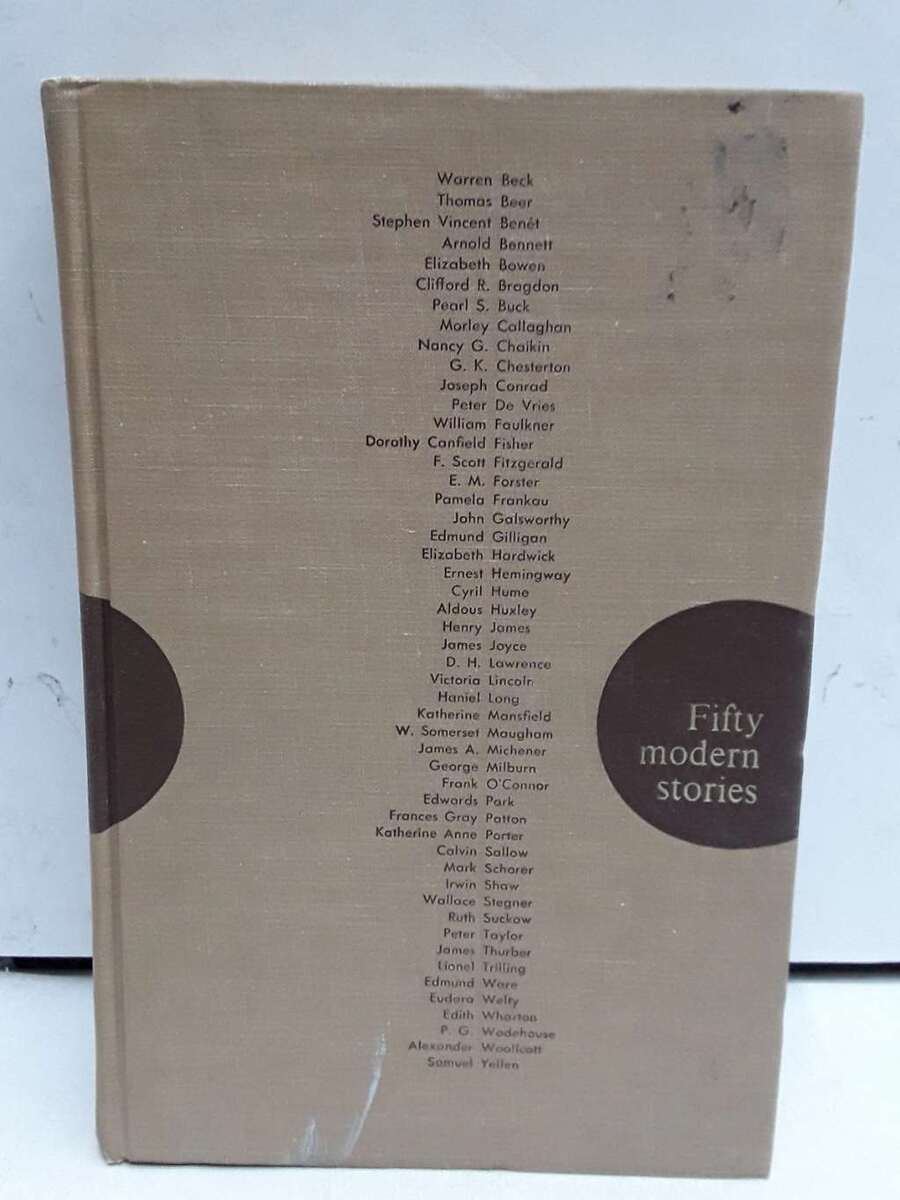 Warren Beck
Thomas Beer
Stephen Vincent Benét
Arnold Bennett
Elizabeth Bowen
Clifford R. Bragdon
Pearl S. Buck
Morley Callaghan
Nancy G. Chaikin
G. K. Chesterton
Joseph Conrad
Peter De Vries
William Faulkner
Dorothy Canfield Fisher
F. Scott Fitzgerald
E. M. Forster
Pamela Frankau
John Galsworthy
Edmund Gilligan
Elizabeth Hardwick
Ernest Hemingway
Cyril Hume
Aldous Huxley
Henry James
James Joyce
D. H. Lawrence
Victoria Lincoln
Haniel Long
Katherine Mansfield
W. Somerset Maugham
James A. Michener
George Milburn
Frank O'Connor
Edwards Park
Frances Gray Patton
Katherine Anne Porter
Calvin Sallow
Mark Schorer
Irwin Shaw
Wallace Stegner
Ruth Suckow
Peter Taylor
James Thurber
Lionel Trilling
Edmund Ware
Eudora Welty
Edith Wharton
P. G. Wodehouse
Alexander Woollcott
Samuel Yellen
Fifty
modern
stories